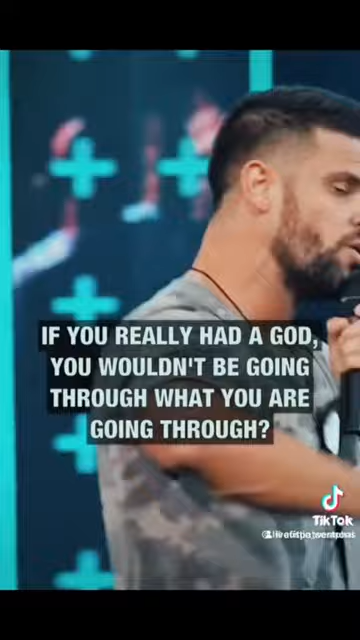 IF YOU REALLY HAD A GOD,
YOU WOULDN'T BE GOING
THROUGH WHAT YOU ARE
GOING THROUGH?
TikTok